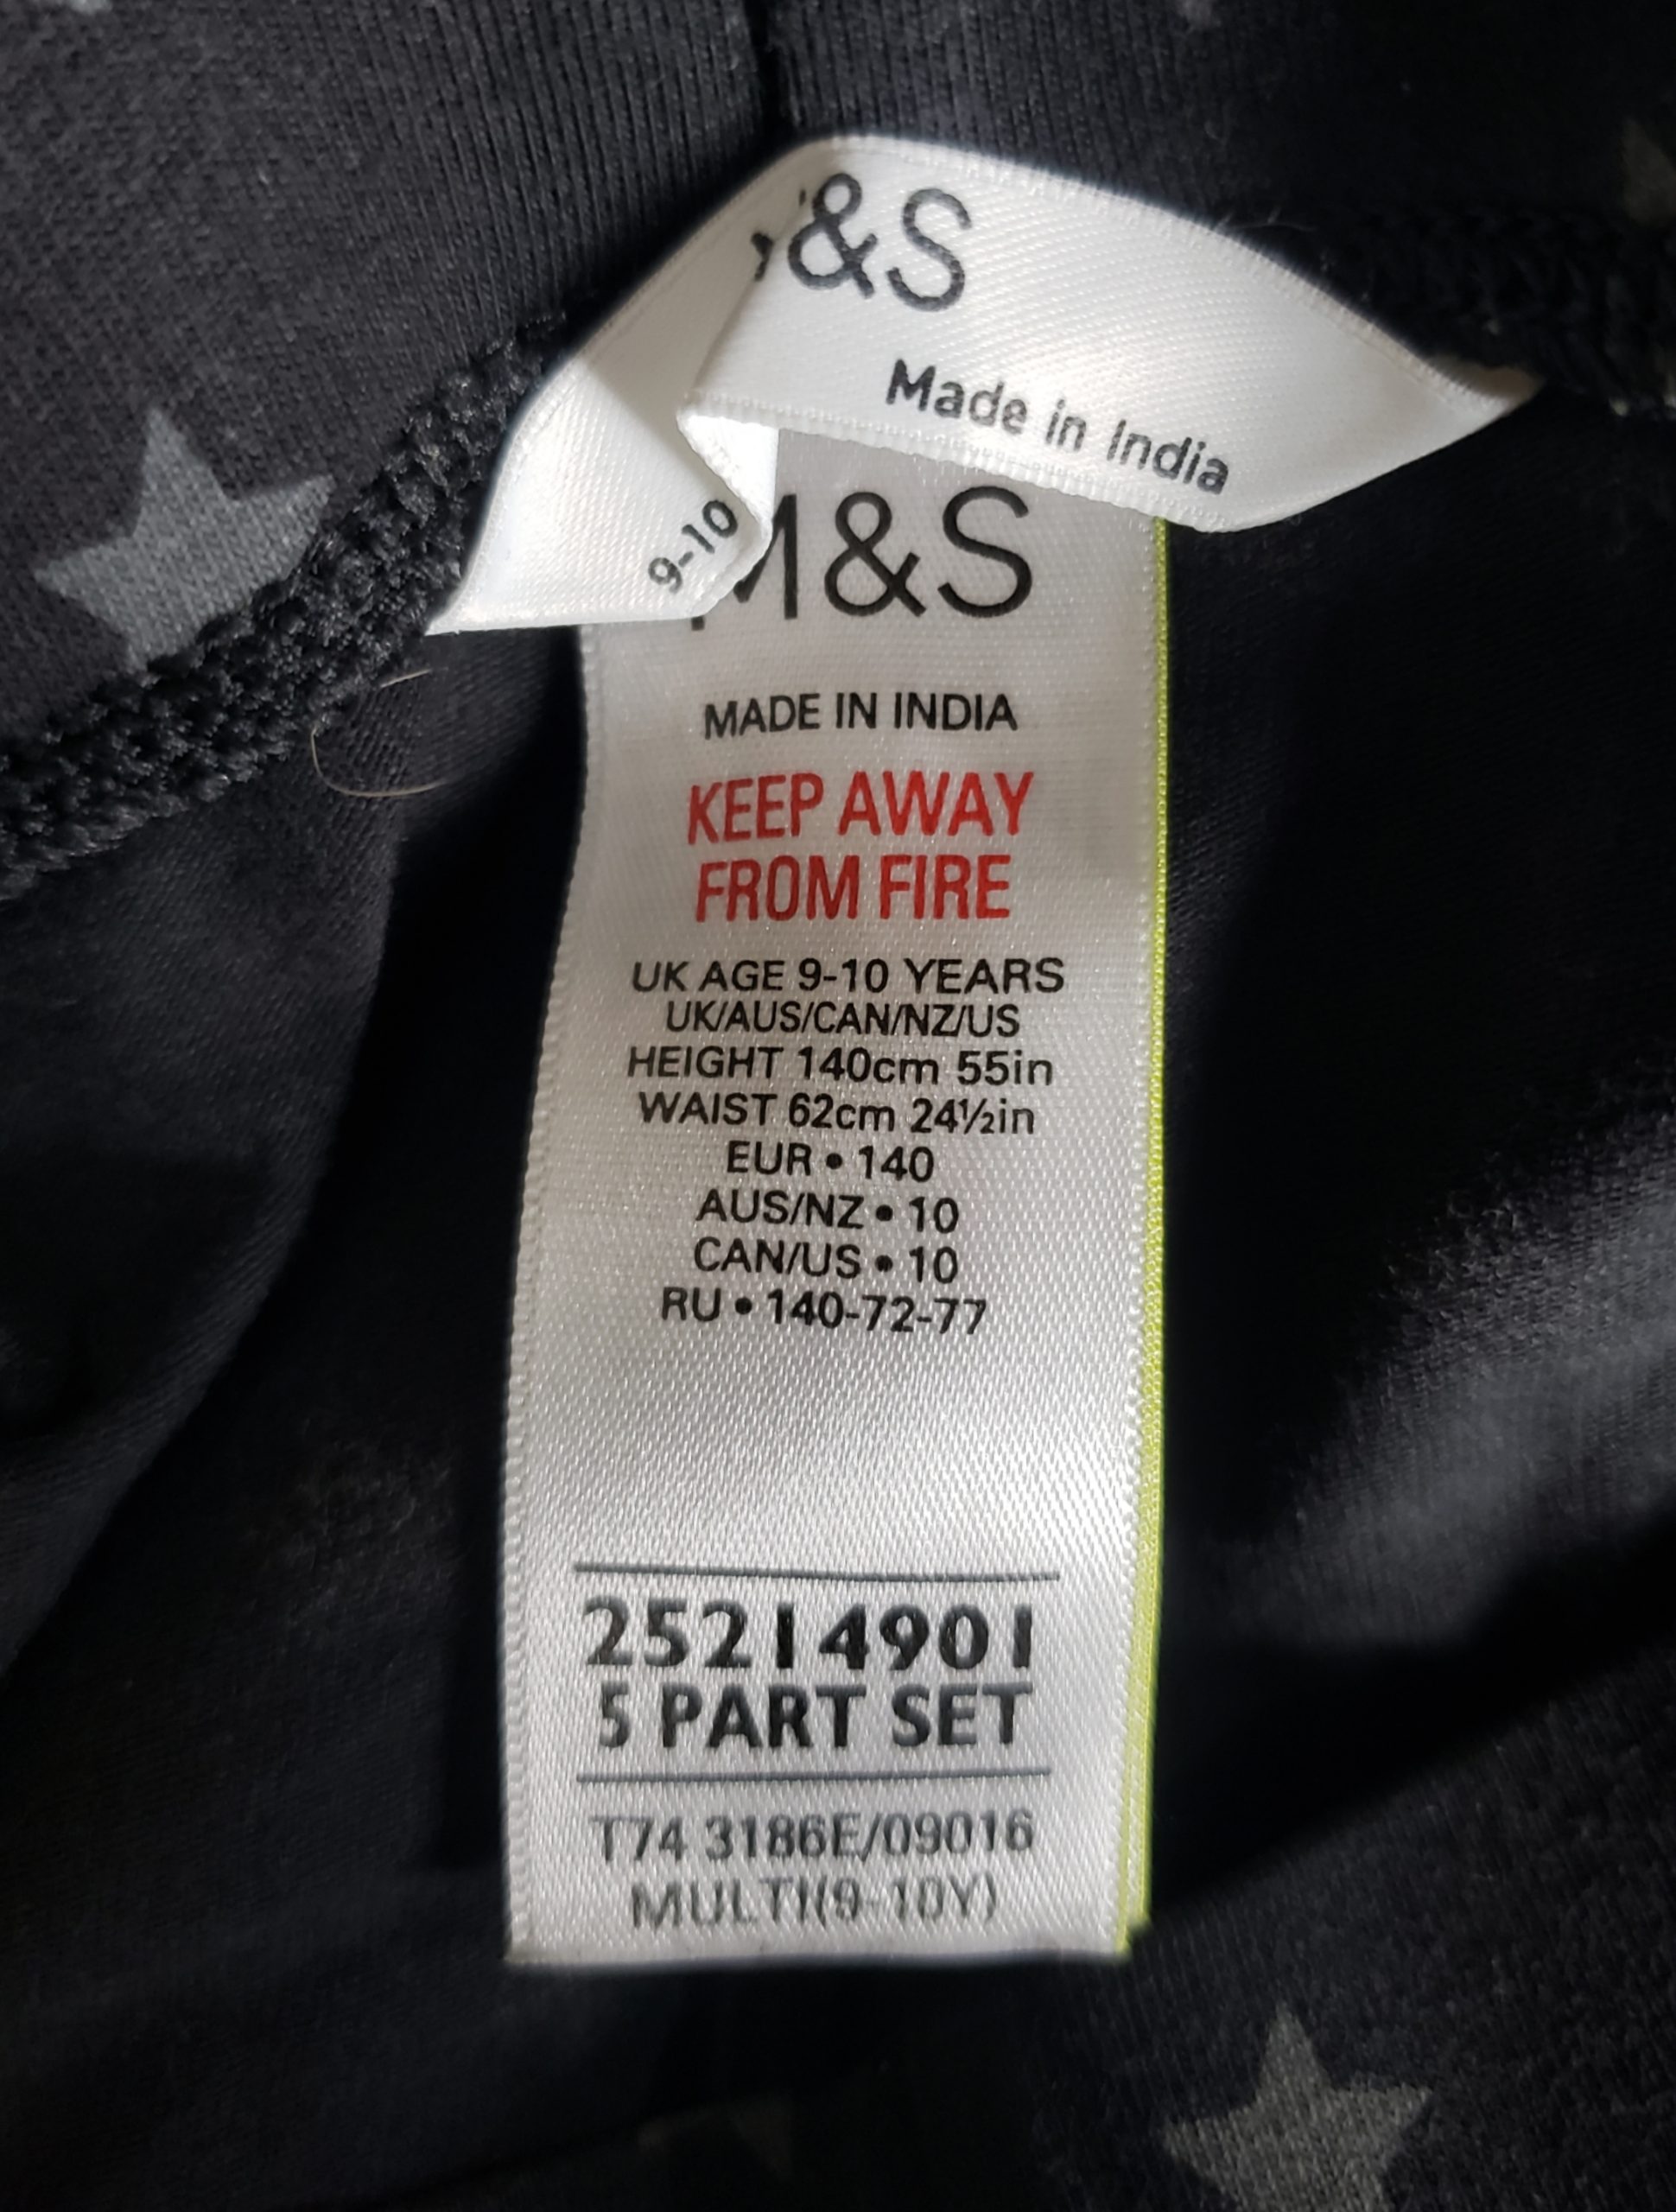 &S
Made in India
9-10
M&S
MADE IN INDIA
KEEP AWAY
FROM FIRE
UK AGE 9-10 YEARS
UK/AUS/CAN/NZ/US
HEIGHT 140cm 55in
WAIST 62cm 24½in
EUR • 140
AUS/NZ • 10
CAN/US • 10
RU • 140-72-77
25214901
5 PART SET
T74 3186E/09016
MULTI(9-10Y)